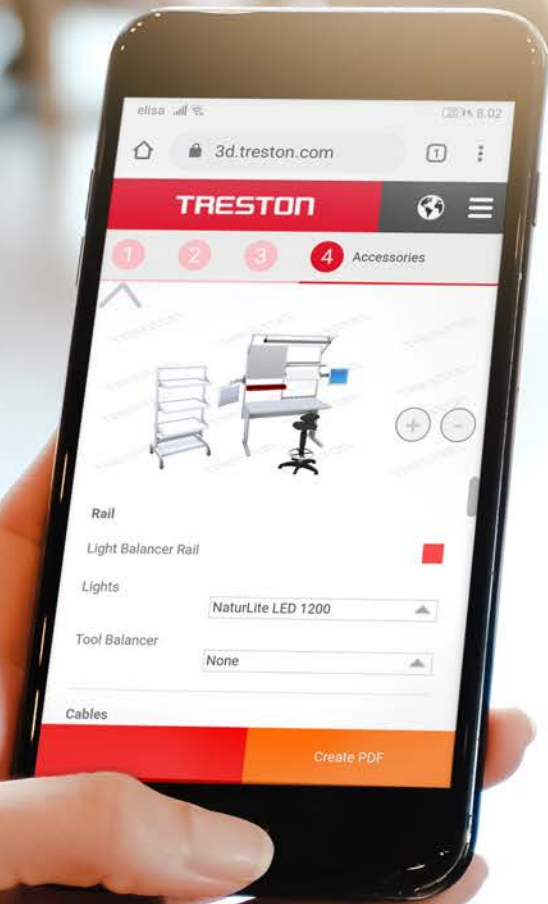 elisa
8.02
3d.treston.com
1
TRESTON
1 2 3 4 Accessories
Rail
Light Balancer Rail
Lights
NaturLite LED 1200
Tool Balancer
None
Cables
Create PDF